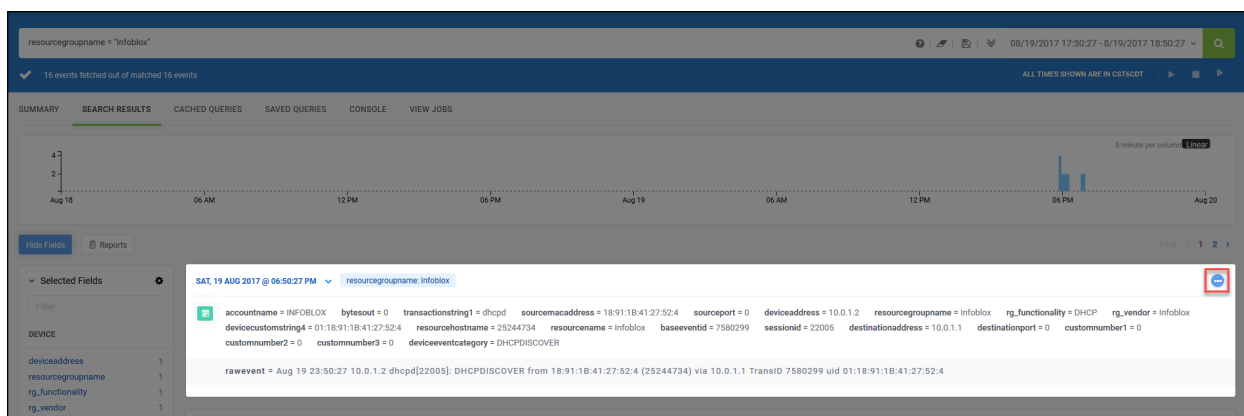 resourcegroupname = "Infoblox"
08/19/2017 17:50:27 - 8/19/2017 18:50:27
16 events fetched out of matched 16 events
ALL TIMES SHOWN ARE IN CST6CDT
SUMMARY SEARCH RESULTS CACHED QUERIES SAVED QUERIES CONSOLE VIEW JOBS
5 minute per column Linear
4
2
Aug 18 06 AM 12 PM 06 PM Aug 19 06 AM 12 PM 06 PM Aug 20
Hide Fields Reports
First < 1 2 >
Selected Fields
SAT, 19 AUG 2017 @ 06:50:27 PM resourcegroupname: Infoblox
Filter
accountname = INFOBLOX bytesout = 0 transactionstring1 = dhcpd sourcemacaddress = 18:91:1B:41:27:52:4 sourceport = 0 deviceaddress = 10.0.1.2 resourcegroupname = Infoblox rg_functionality = DHCP rg_vendor = Infoblox
devicecustomstring4 = 01:18:91:1B:41:27:52:4 resourcehostname = 25244734 resourcename = Infoblox baseeventid = 7580299 sessionid = 22005 destinationaddress = 10.0.1.1 destinationport = 0 customnumber1 = 0
customnumber2 = 0 customnumber3 = 0 deviceeventcategory = DHCPDISCOVER
DEVICE
deviceaddress 1
resourcegroupname 1
rg_functionality 1
rg_vendor 1
rawevent = Aug 19 23:50:27 10.0.1.2 dhcpd[22005]: DHCPDISCOVER from 18:91:1B:41:27:52:4 (25244734) via 10.0.1.1 TransID 7580299 uid 01:18:91:1B:41:27:52:4